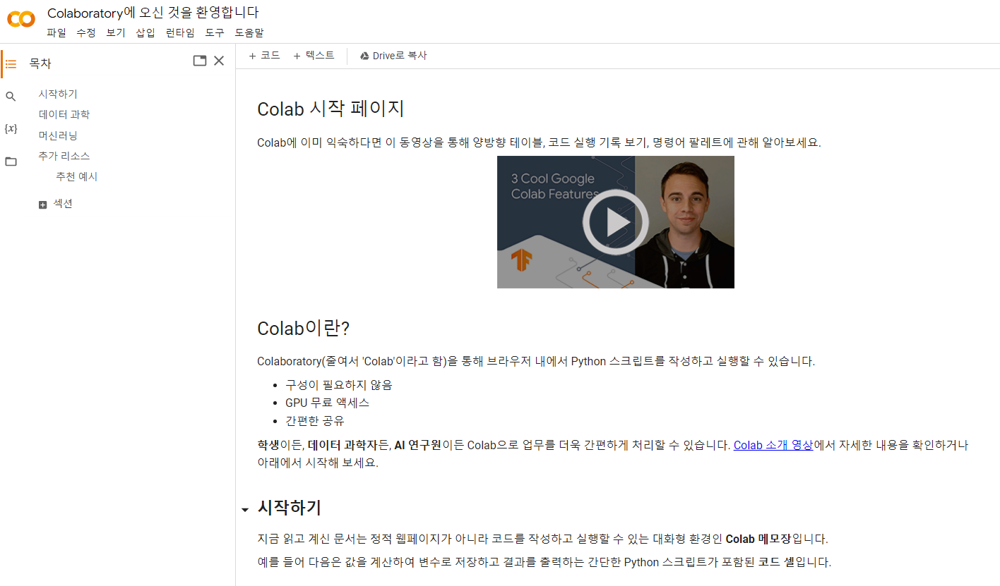 Colaboratory에 오신 것을 환영합니다
파일 수정 보기 삽입 런타임 도구 도움말
목차
시작하기
데이터 과학
머신러닝
추가 리소스
추천 예시
섹션
+ 코드 + 텍스트 Drive로 복사
Colab 시작 페이지
Colab에 이미 익숙하다면 이 동영상을 통해 양방향 테이블, 코드 실행 기록 보기, 명령어 팔레트에 관해 알아보세요.
3 Cool Google
Colab Features
Colab이란?
Colaboratory(줄여서 'Colab'이라고 함)을 통해 브라우저 내에서 Python 스크립트를 작성하고 실행할 수 있습니다.
• 구성이 필요하지 않음
• GPU 무료 액세스
• 간편한 공유
학생이든, 데이터 과학자든, AI 연구원이든 Colab으로 업무를 더욱 간편하게 처리할 수 있습니다. Colab 소개 영상에서 자세한 내용을 확인하거나
아래에서 시작해 보세요.
시작하기
지금 읽고 계신 문서는 정적 웹페이지가 아니라 코드를 작성하고 실행할 수 있는 대화형 환경인 Colab 메모장입니다.
예를 들어 다음은 값을 계산하여 변수로 저장하고 결과를 출력하는 간단한 Python 스크립트가 포함된 코드 셀입니다.